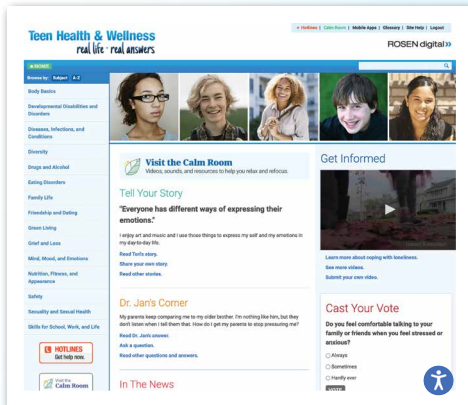 Teen Health & Wellness
real life · real answers
Hotlines | Calm Room | Mobile Apps | Glossary | Site Help | Logout
ROSEN digital»
HOME
Browse by: Subject A-Z
Body Basics
Developmental Disabilities and
Disorders
Diseases, Infections, and
Conditions
Diversity
Drugs and Alcohol
Eating Disorders
Family Life
Friendship and Dating
Green Living
Grief and Loss
Mind, Mood, and Emotions
Nutrition, Fitness, and
Appearance
Safety
Sexuality and Sexual Health
Skills for School, Work, and Life
HOTLINES
Get help now.
Visit the
Calm Room
Visit the Calm Room
Videos, sounds, and resources to help you relax and refocus.
Tell Your Story
"Everyone has different ways of expressing their
emotions."
I enjoy art and music and I use those things to express my self and my emotions in
my day-to-day life.
Read Tori's story.
Share your own story.
Read other stories.
Dr. Jan's Corner
My parents keep comparing me to my older brother. I'm nothing like him, but they
don't listen when I tell them that. How do I get my parents to stop pressuring me?
Read Dr. Jan's answer.
Ask a question.
Read other questions and answers.
In The News
Get Informed
Learn more about coping with loneliness.
See more videos.
Submit your own video.
Cast Your Vote
Do you feel comfortable talking to your
family or friends when you feel stressed or
anxious?
Always
Sometimes
Hardly ever
VOTE!